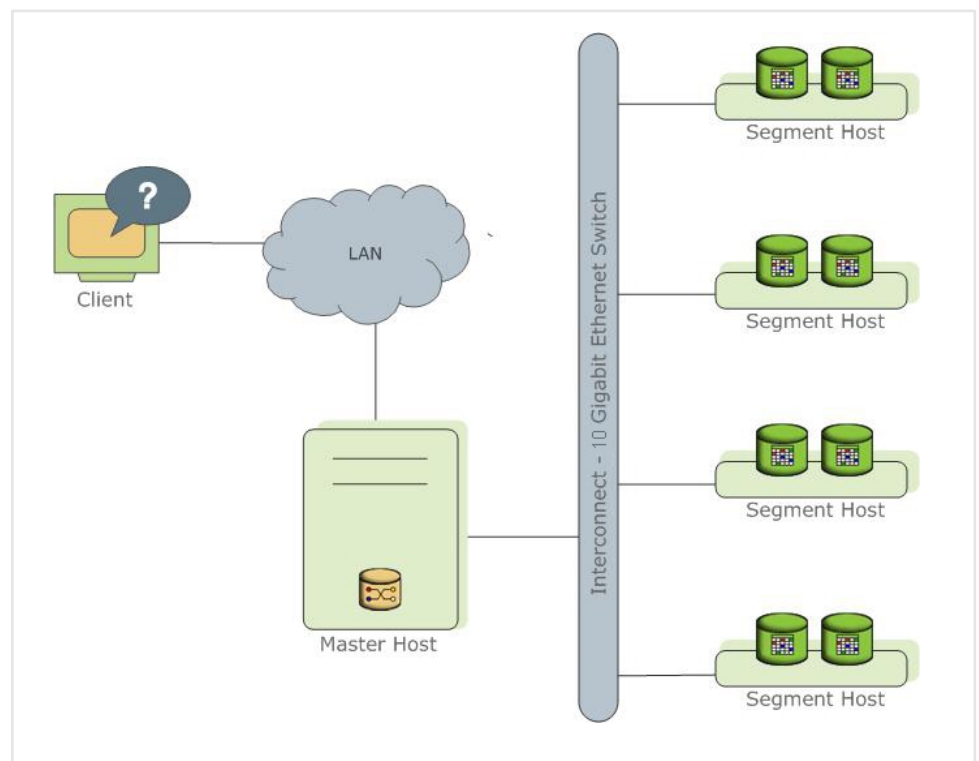 Segment Host
?
LAN
Client
Segment Host
Interconnect - 10 Gigabit Ethernet Switch
Segment Host
Master Host
Segment Host